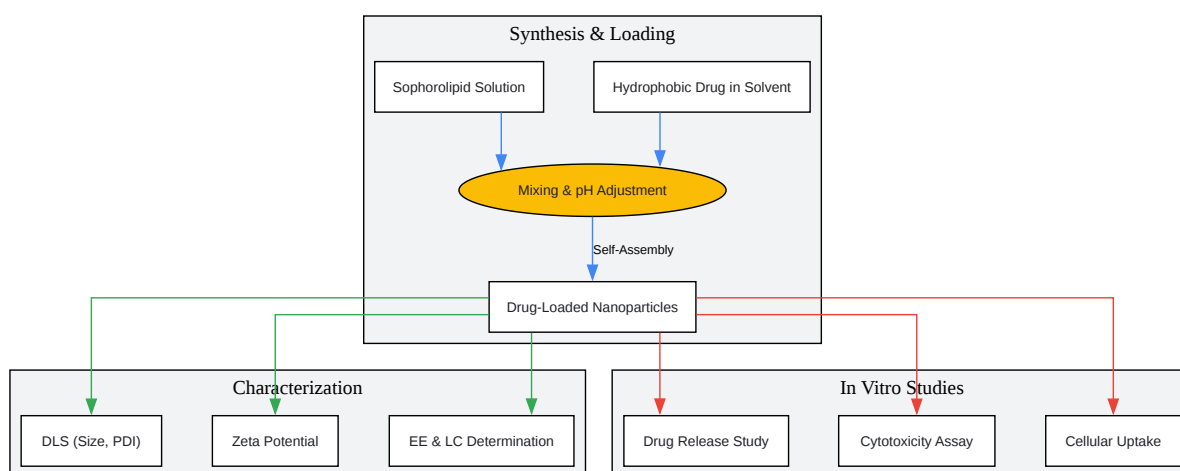 Synthesis & Loading
Sophorolipid Solution
Hydrophobic Drug in Solvent
Mixing & pH Adjustment
Self-Assembly
Drug-Loaded Nanoparticles
Characterization
In Vitro Studies
DLS (Size, PDI)
Zeta Potential
EE & LC Determination
Drug Release Study
Cytotoxicity Assay
Cellular Uptake